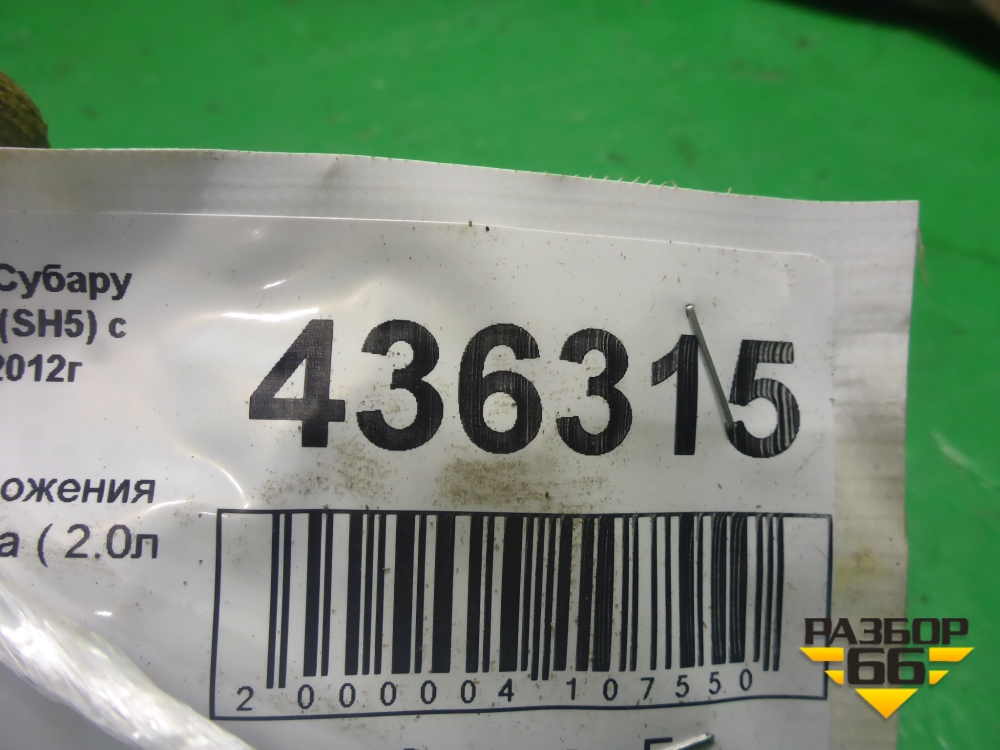 Субару
(SH5) с
2012г
436315
ожения
а ( 2.0л
2 000004 107550
РАЗБОР
66